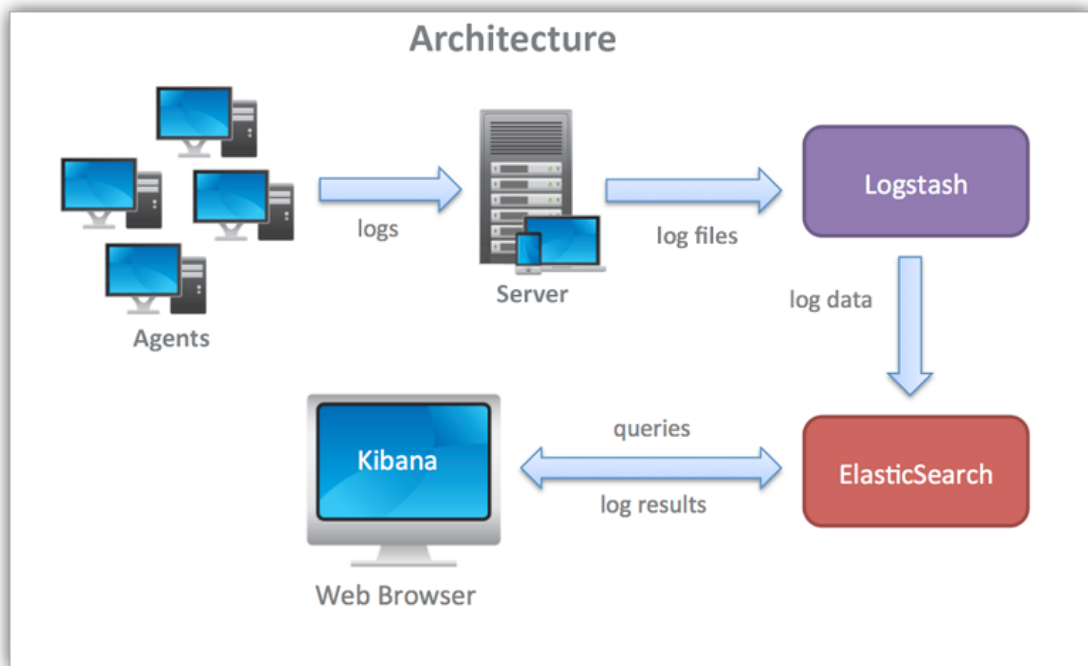 Architecture
logs
Server
log files
Logstash
Agents
log data
Kibana
Web Browser
queries
log results
ElasticSearch